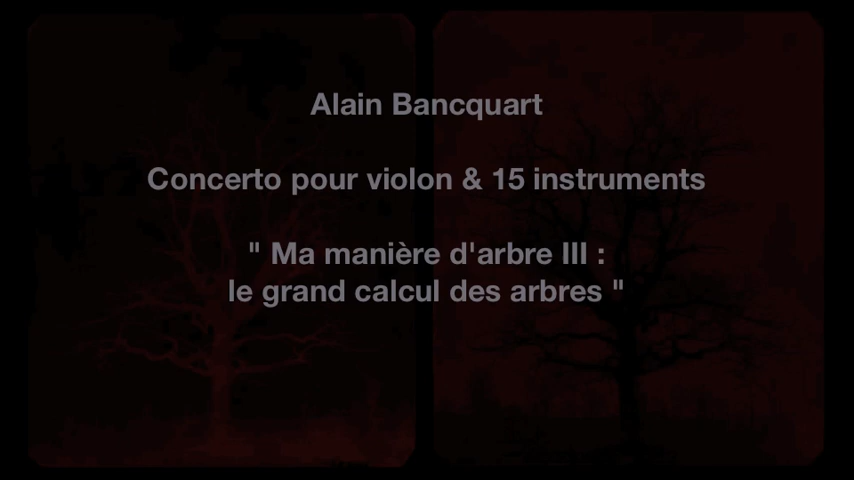 Alain Bancquart
Concerto pour violon & 15 instruments
" Ma manière d'arbre III :
le grand calcul des arbres "